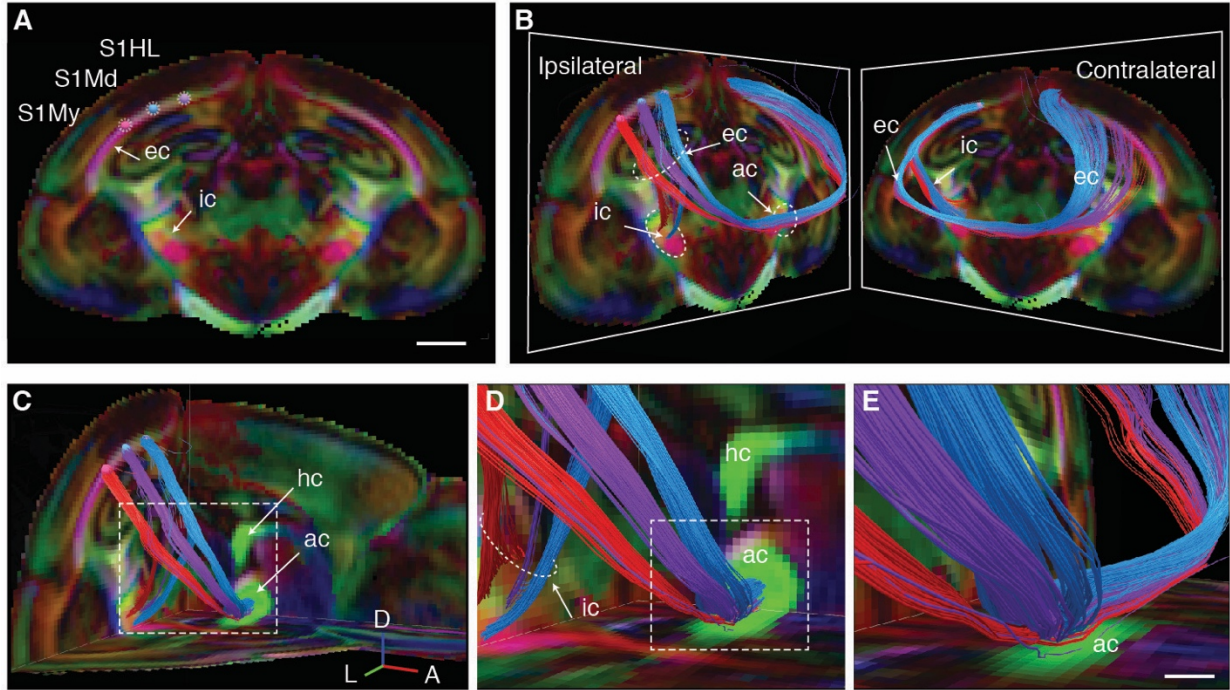 A
S1HL
S1Md
S1My
ec
ic
B
Ipsilateral
ec
ac
ic
Contralateral
ec
ic
ec
C
hc
ac
D
L
A
D
hc
ac
ic
E
ac